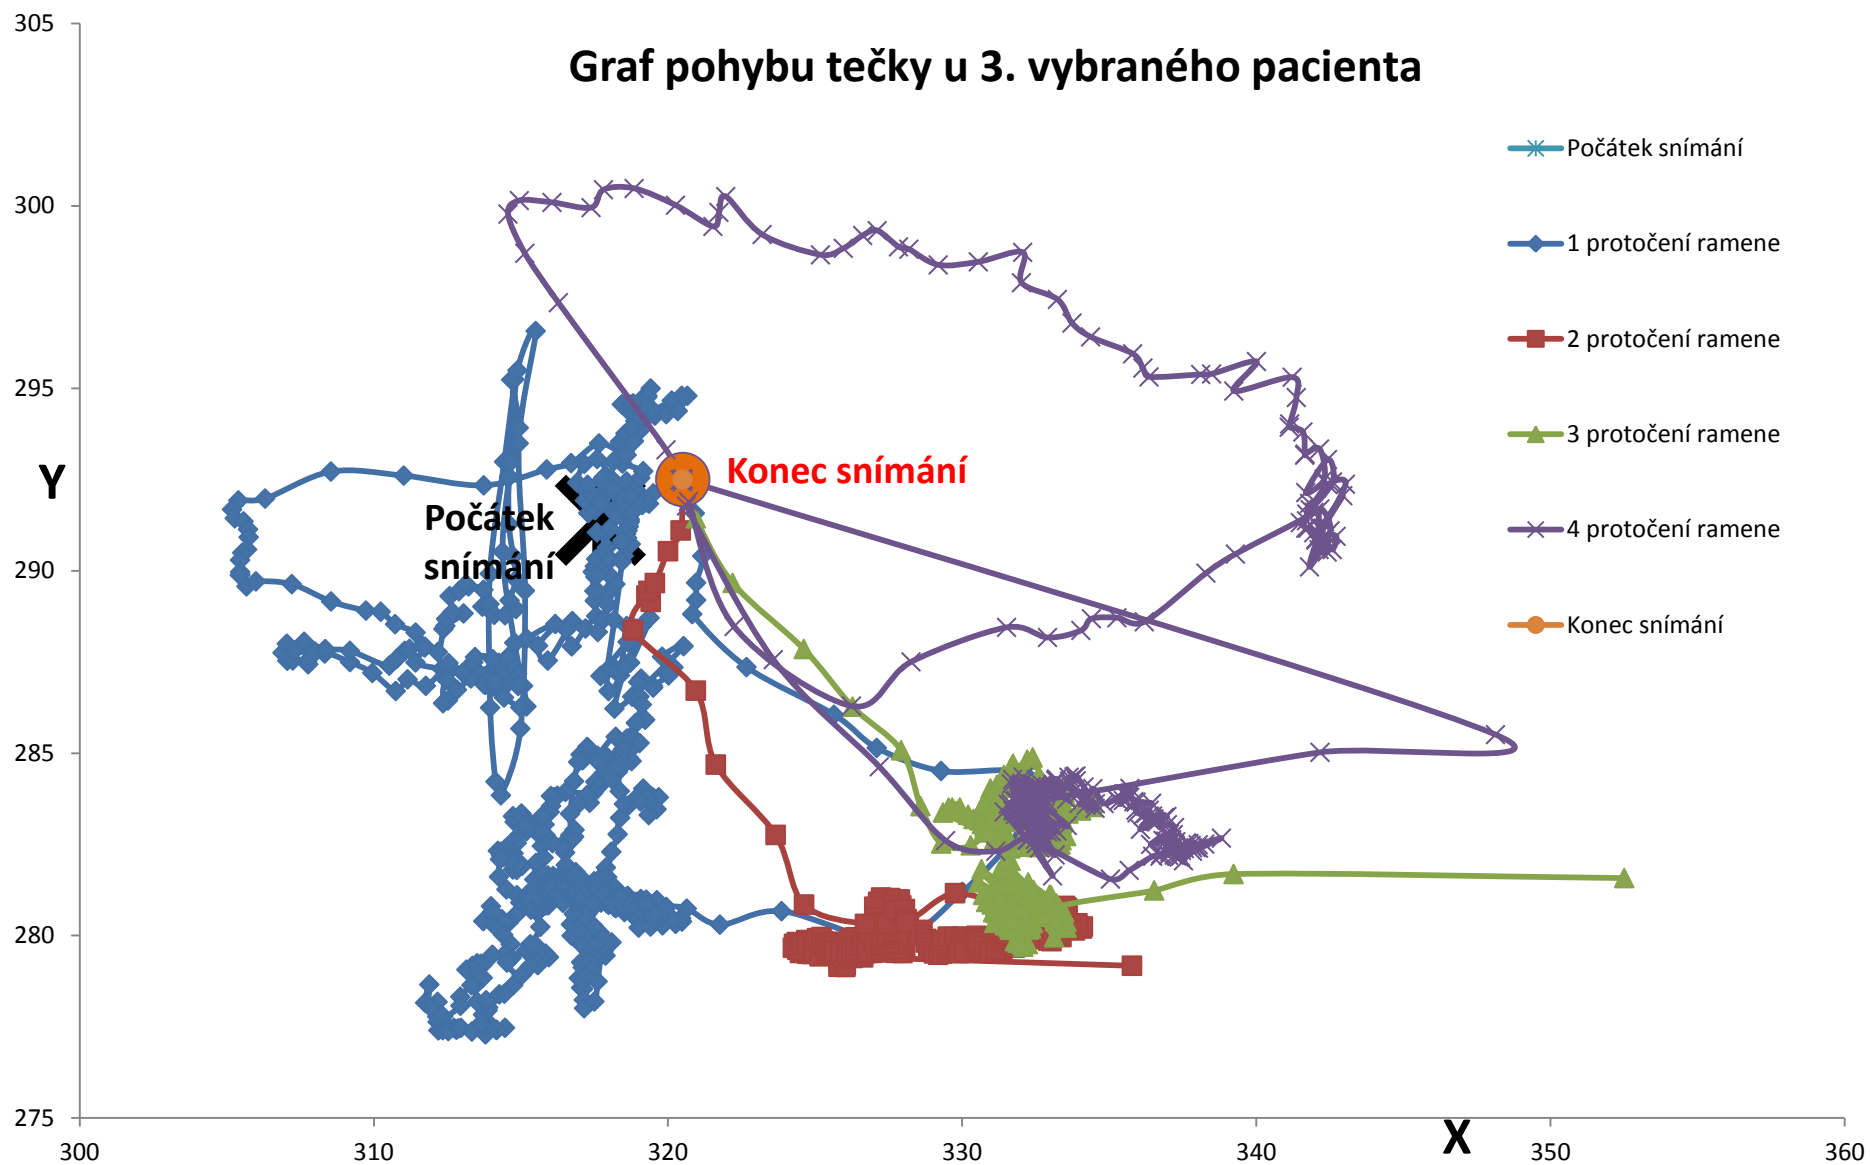 305
Graf pohybu tečky u 3. vybraného pacienta
Počátek snímání
300
1 protočení ramene
2 protočení ramene
295
3 protočení ramene
Y
Konec snímání
Počátek
snímání
4 protočení ramene
290
Konec snímání
285
280
275
X
300 310 320 330 340 350 360